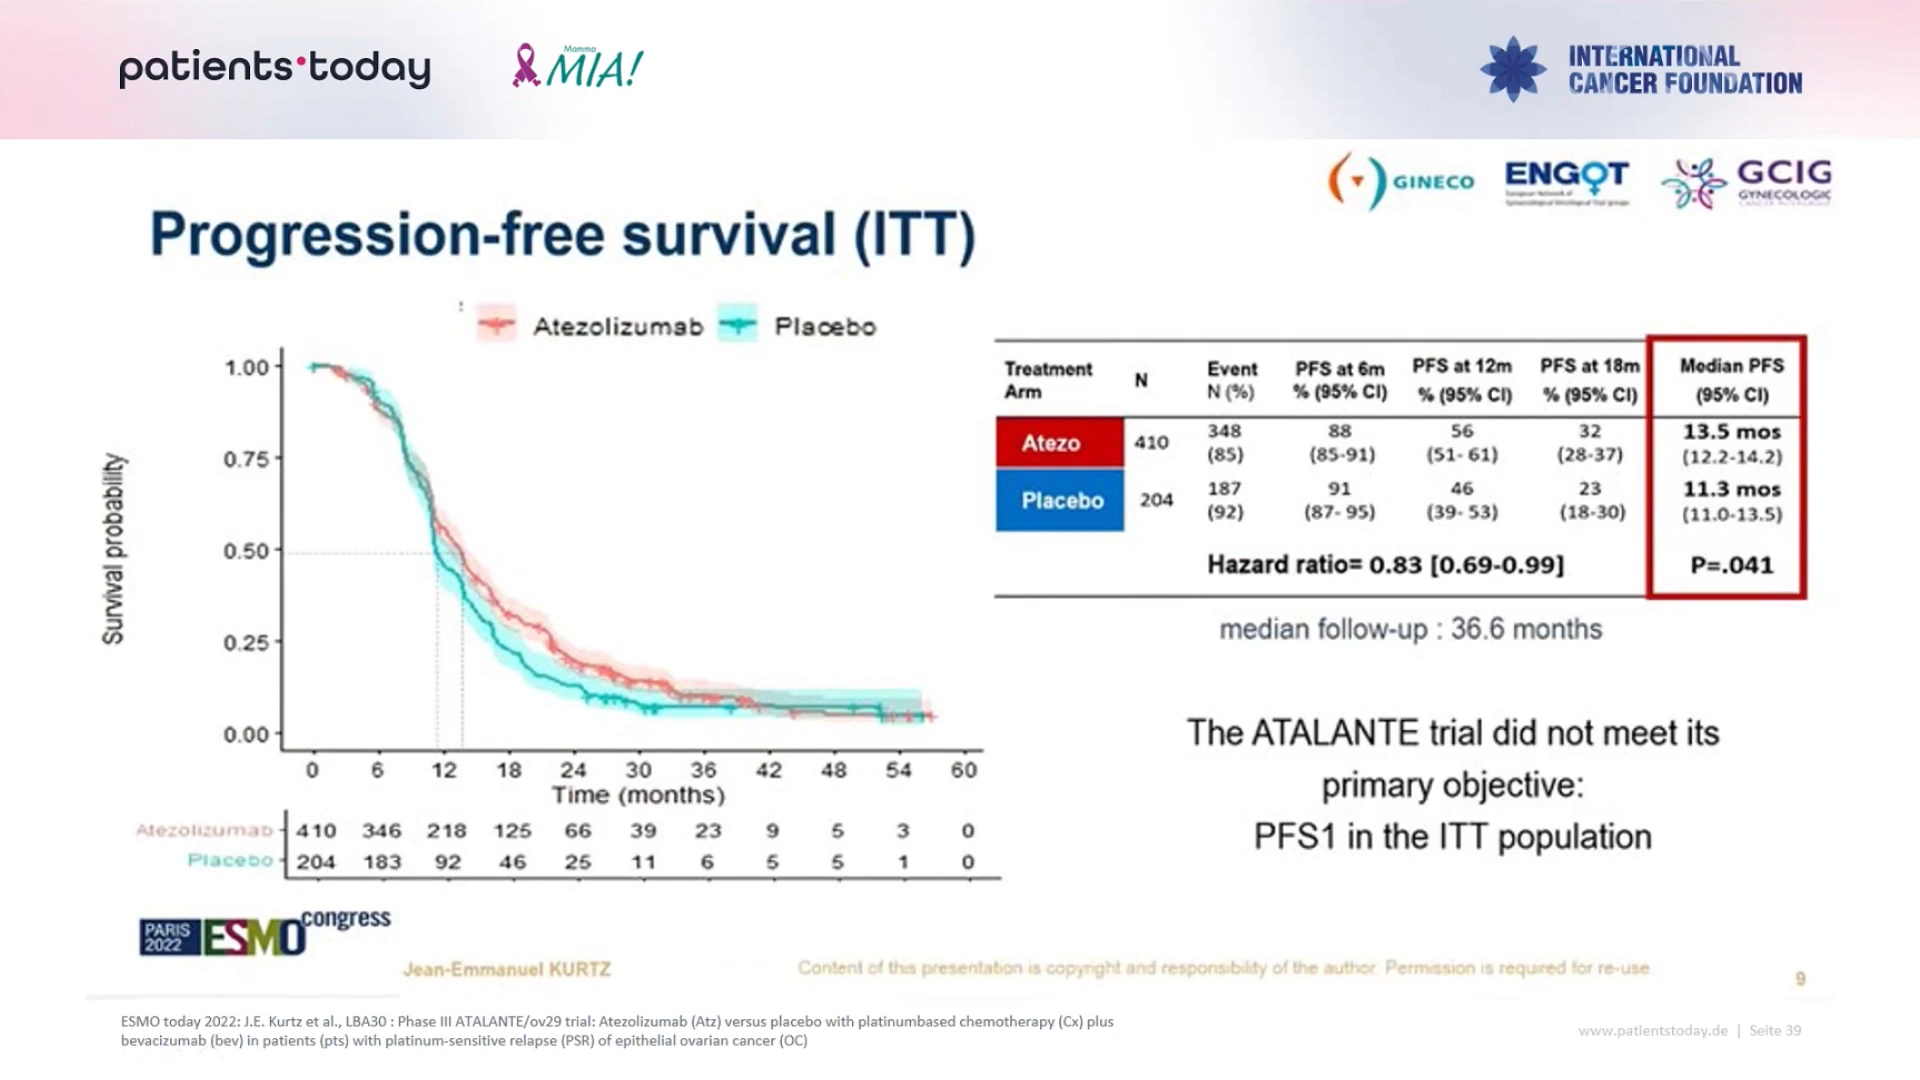 patients•today
Mamma
MIA!
INTERNATIONAL
CANCER FOUNDATION
GINECO
ENGOT
GCIG
GYNECOLOGIC
CANCER INTERGROUP
Progression-free survival (ITT)
Atezolizumab
Placebo
Survival probability
1.00
0.75
0.50
0.25
0.00
0 6 12 18 24 30 36 42 48 54 60
Time (months)
Atezolizumab 410 346 218 125 66 39 23 9 5 3 0
Placebo 204 183 92 46 25 11 6 5 5 1 0
Treatment Arm N Event N (%) PFS at 6m % (95% CI) PFS at 12m % (95% CI) PFS at 18m % (95% CI) Median PFS (95% CI)
Atezo 410 348 (85) 88 (85-91) 56 (51- 61) 32 (28-37) 13.5 mos (12.2-14.2)
Placebo 204 187 (92) 91 (87- 95) 46 (39- 53) 23 (18-30) 11.3 mos (11.0-13.5)
Hazard ratio= 0.83 [0.69-0.99] P=.041
median follow-up : 36.6 months
The ATALANTE trial did not meet its
primary objective:
PFS1 in the ITT population
PARIS
2022
ESMO congress
Jean-Emmanuel KURTZ
Content of this presentation is copyright and responsibility of the author. Permission is required for re-use.
9
ESMO today 2022: J.E. Kurtz et al., LBA30 : Phase III ATALANTE/ov29 trial: Atezolizumab (Atz) versus placebo with platinumbased chemotherapy (Cx) plus
bevacizumab (bev) in patients (pts) with platinum-sensitive relapse (PSR) of epithelial ovarian cancer (OC)
www.patientstoday.de | Seite 39